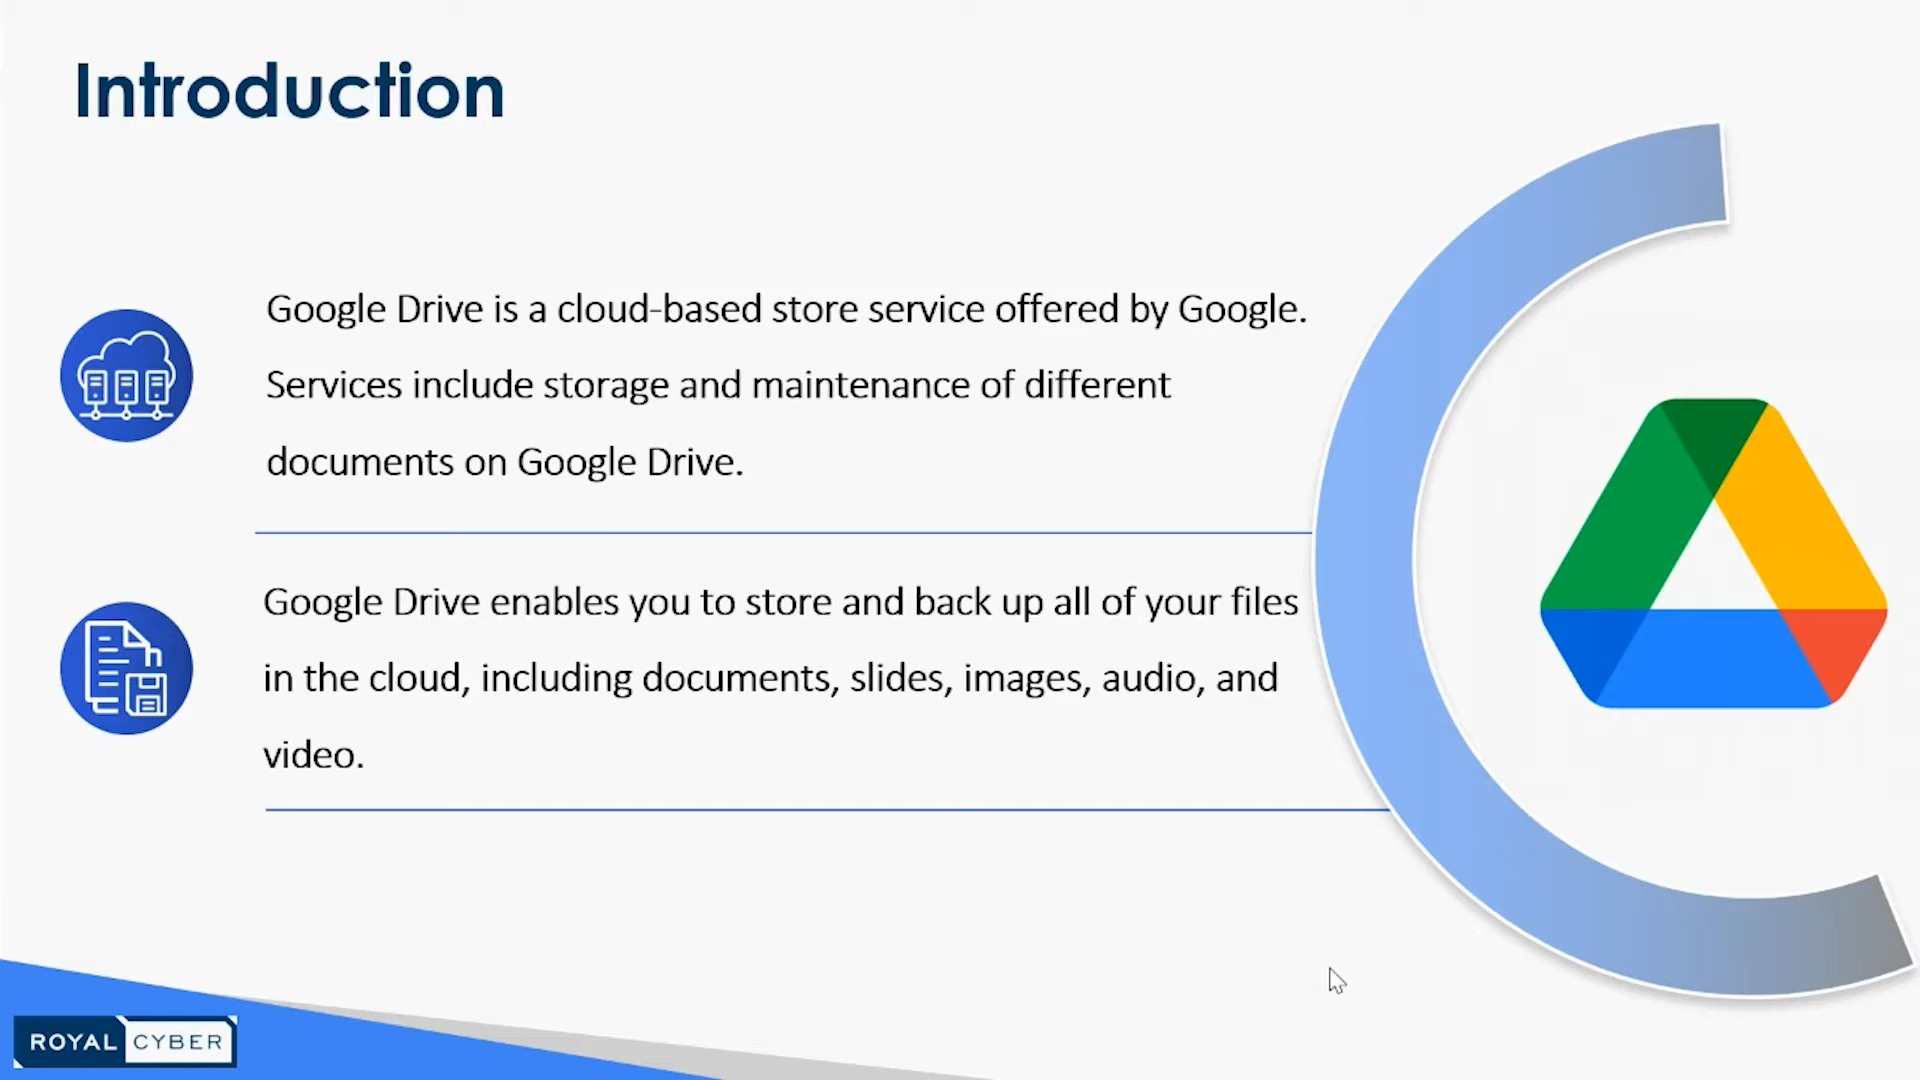 Introduction
Google Drive is a cloud-based store service offered by Google.
Services include storage and maintenance of different
documents on Google Drive.
Google Drive enables you to store and back up all of your files
in the cloud, including documents, slides, images, audio, and
video.
ROYAL CYBER